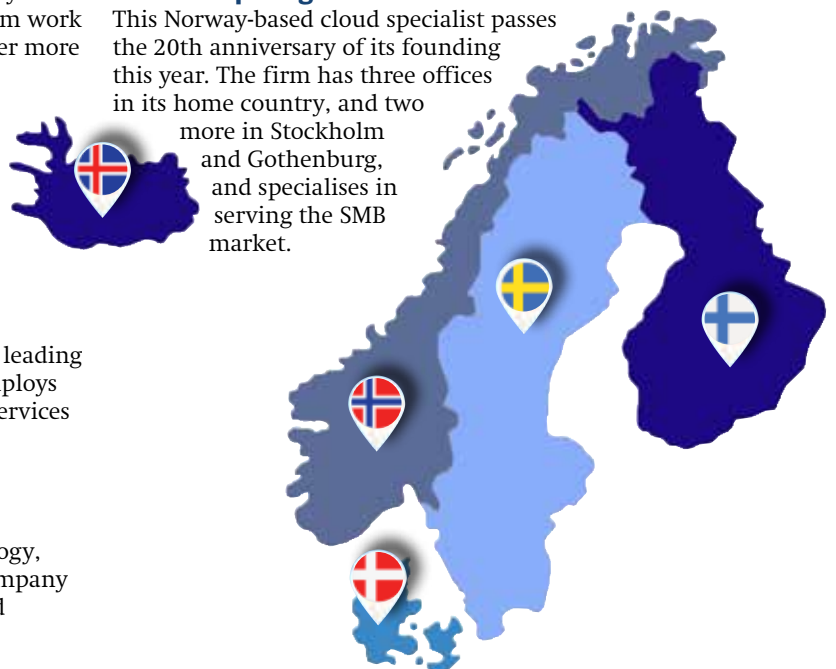 m work
er more
This Norway-based cloud specialist passes
the 20th anniversary of its founding
this year. The firm has three offices
in its home country, and two
more in Stockholm
and Gothenburg,
and specialises in
serving the SMB
market.
leading
ploys
ervices
ogy,
mpany
d